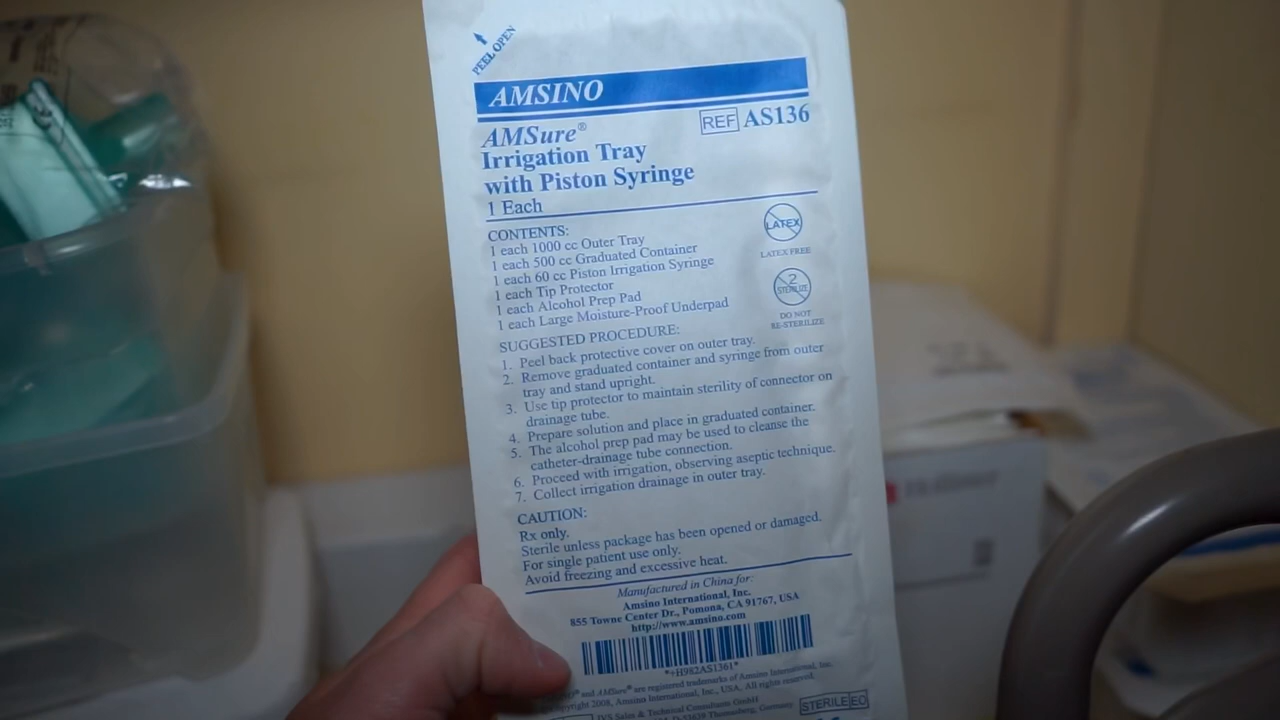 PEEL OPEN
AMSINO
AMSure®
REF AS136
Irrigation Tray
with Piston Syringe
1 Each
CONTENTS:
1 each 1000 cc Outer Tray
1 each 500 cc Graduated Container
1 each 60 cc Piston Irrigation Syringe
1 each Tip Protector
1 each Alcohol Prep Pad
1 each Large Moisture-Proof Underpad
LATEX
LATEX FREE
2
STERILIZE
DO NOT
RE-STERILIZE
SUGGESTED PROCEDURE:
1. Peel back protective cover on outer tray.
2. Remove graduated container and syringe from outer
tray and stand upright.
3. Use tip protector to maintain sterility of connector on
drainage tube.
4. Prepare solution and place in graduated container.
5. The alcohol prep pad may be used to cleanse the
catheter-drainage tube connection.
6. Proceed with irrigation, observing aseptic technique.
7. Collect irrigation drainage in outer tray.
CAUTION:
Rx only.
Sterile unless package has been opened or damaged.
For single patient use only.
Avoid freezing and excessive heat.
Manufactured in China for:
Amsino International, Inc.
855 Towne Center Dr., Pomona, CA 91767, USA
http://www.amsino.com
*+H982AS1361*
and AMSure® are registered trademarks of Amsino International, Inc.
2008, Amsino International, Inc., USA. All rights reserved.
Sales & Technical Consultants GmbH
Germany
STERILE EO